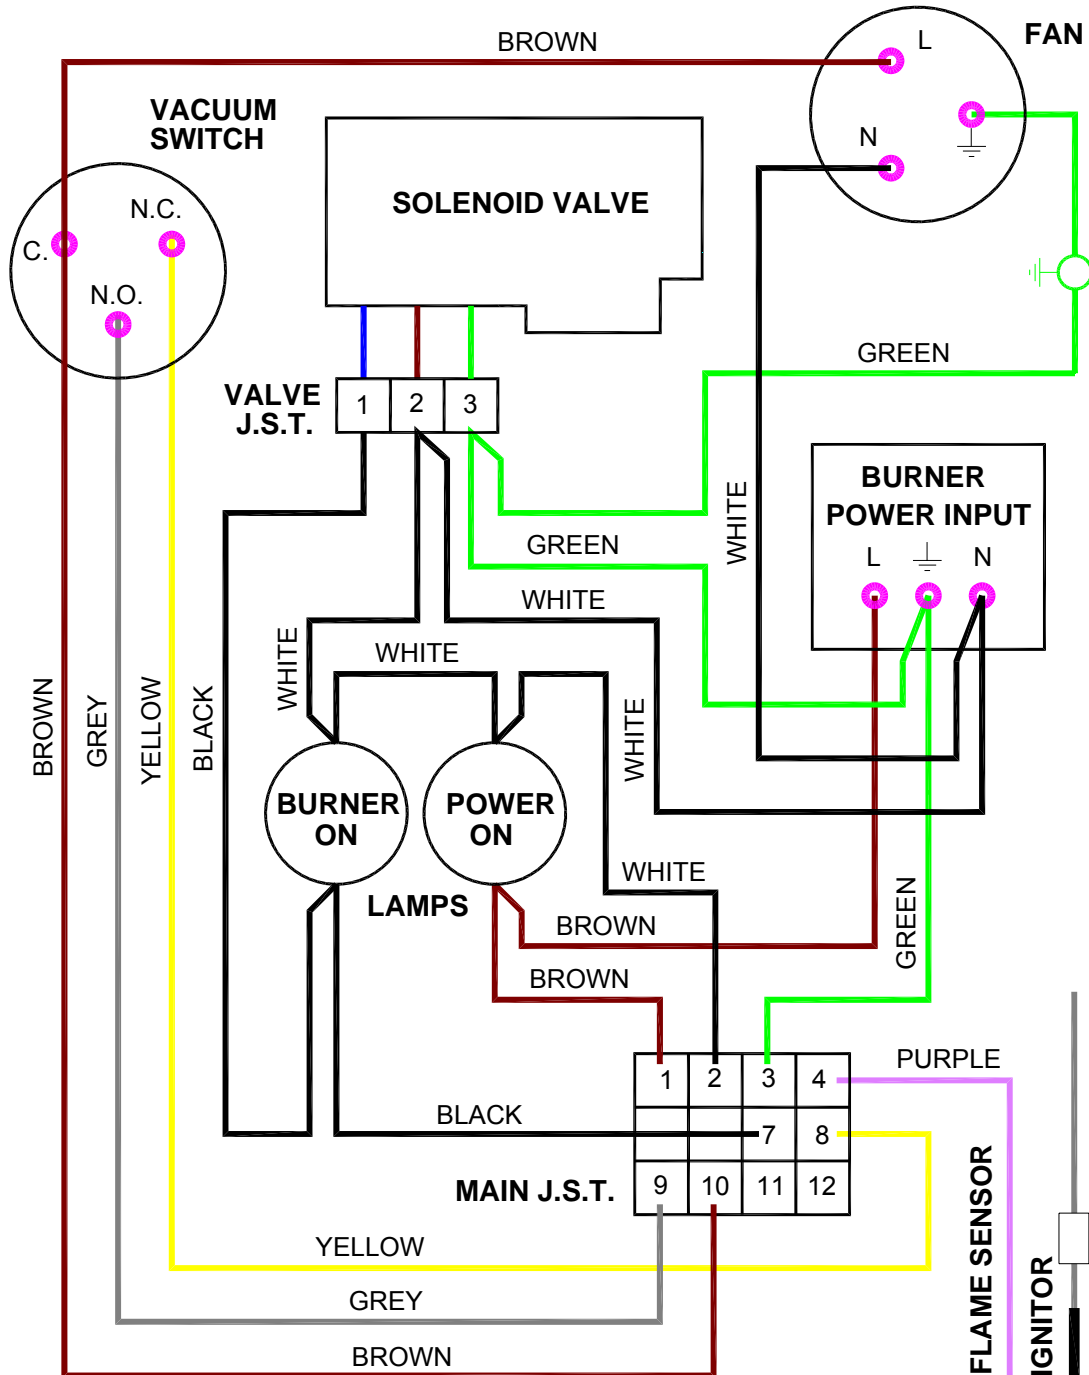 BROWN
L
FAN
VACUUM
SWITCH
N
SOLENOID VALVE
N.C.
C.
N.O.
GREEN
VALVE
J.S.T.
1
2
3
BURNER
POWER INPUT
L
N
WHITE
GREEN
WHITE
WHITE
WHITE
WHITE
BROWN
GREY
YELLOW
BLACK
BURNER
ON
POWER
ON
LAMPS
WHITE
BROWN
GREEN
BROWN
1
2
3
4
PURPLE
BLACK
7
8
MAIN J.S.T.
9
10
11
12
YELLOW
GREY
BROWN
FLAME SENSOR
IGNITOR